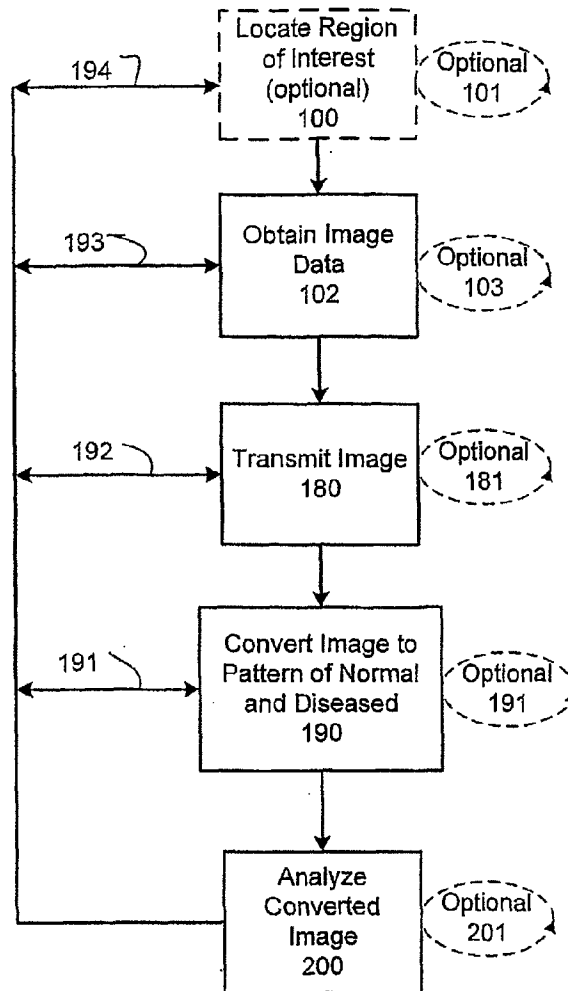 Locate Region
of Interest
(optional)
100
Optional
101
194
Obtain Image
Data
102
Optional
103
193
Transmit Image
180
Optional
181
192
Convert Image to
Pattern of Normal
and Diseased
190
Optional
191
191
Analyze
Converted
Image
200
Optional
201